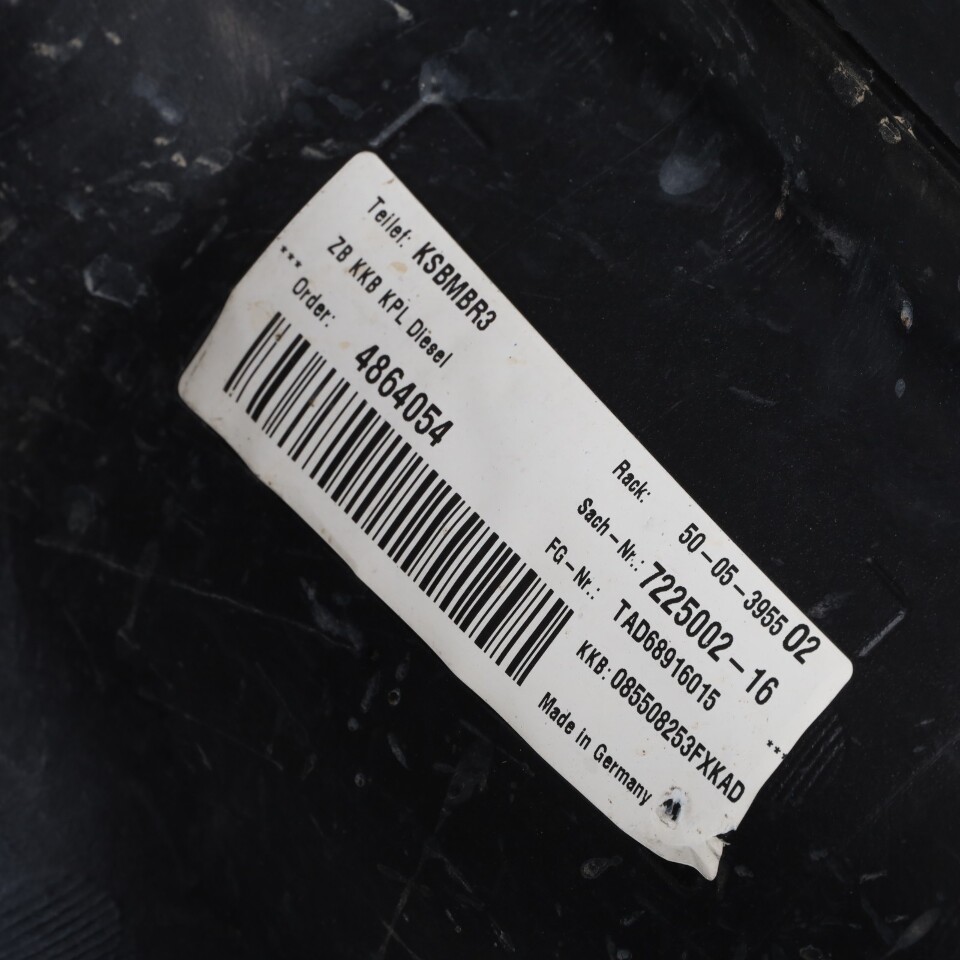 Teilef: KSBMBR3
ZB KKB KPL Diesel
***
Order: 4864054
Rack: 50-05-3955 02
Sach-Nr.: 7225002-16
FG-Nr.: TAD68916015
KKB: 085508253FXKAD
***
Made in Germany